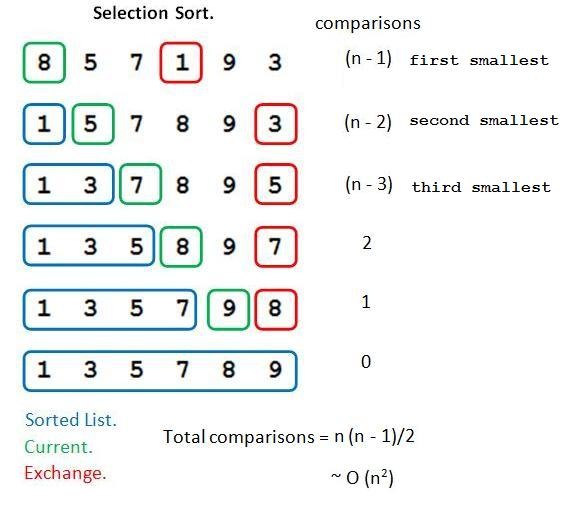 Selection Sort.
comparisons
8 5 7 1 9 3 (n - 1) first smallest
1 5 7 8 9 3 (n - 2) second smallest
1 3 7 8 9 5 (n - 3) third smallest
1 3 5 8 9 7 2
1 3 5 7 9 8 1
1 3 5 7 8 9 0
Sorted List.
Current.
Exchange.
Total comparisons = n (n - 1)/2
~ O (n²)